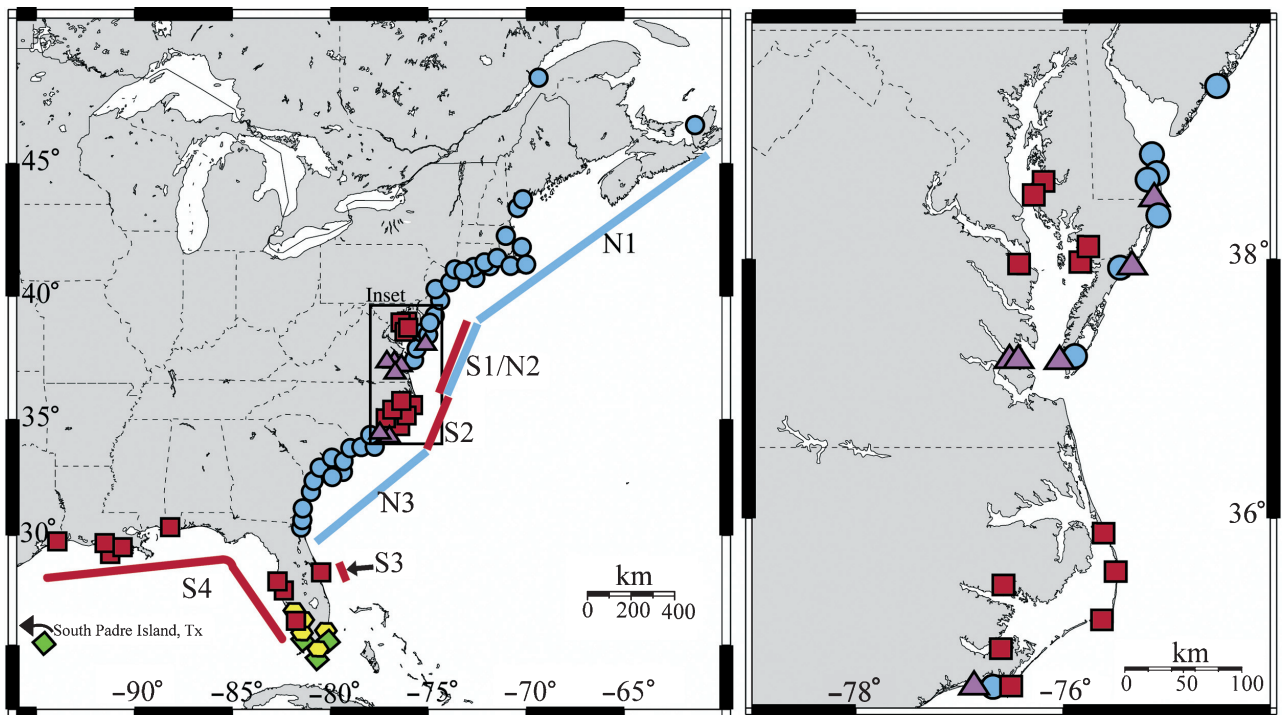 45°
N1
40°
Inset
S1/N2
35°
S2
N3
30°
S3
S4
km
0 200 400
South Padre Island, Tx
−90° −85° −80° −75° −70° −65°
38°
36°
km
0 50 100
−78° −76°